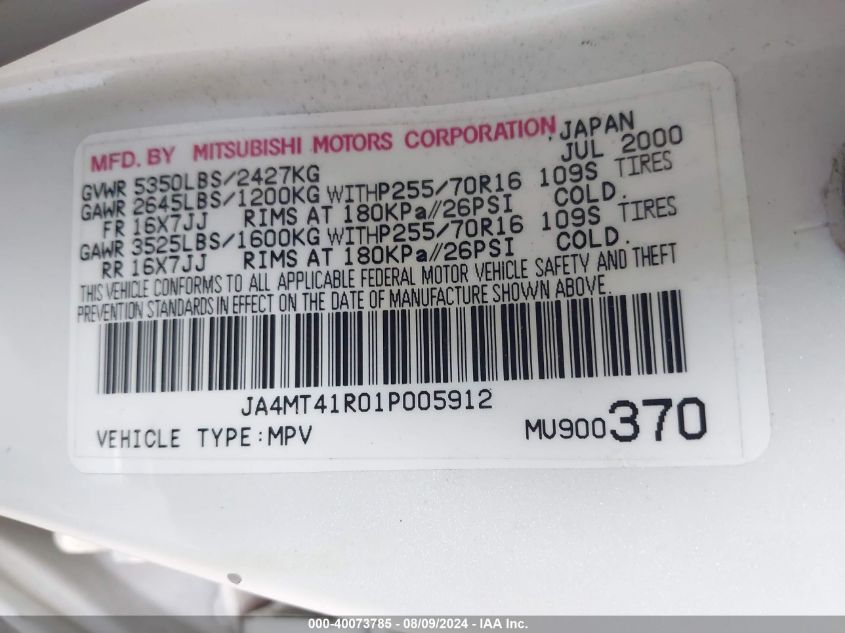 MFD. BY MITSUBISHI MOTORS CORPORATION, JAPAN
GVWR 5350LBS/2427KG JUL 2000
GAWR 2645LBS/1200KG WITHP255/70R16 109S TIRES
FR 16X7JJ RIMS AT 180KPa//26PSI COLD.
GAWR 3525LBS/1600KG WITHP255/70R16 109S TIRES
RR 16X7JJ RIMS AT 180KPa//26PSI COLD.
THIS VEHICLE CONFORMS TO ALL APPLICABLE FEDERAL MOTOR VEHICLE SAFETY AND THEFT
PREVENTION STANDARDS IN EFFECT ON THE DATE OF MANUFACTURE SHOWN ABOVE.
JA4MT41R01P005912
VEHICLE TYPE:MPV MU900370
000-40073785 - 08/09/2024 - IAA Inc.